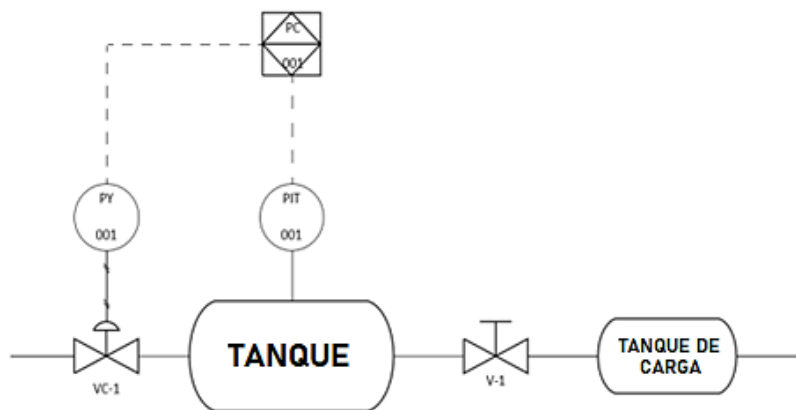 PC
001
PY
001
PIT
001
TANQUE
TANQUE DE
CARGA
VC-1
V-1